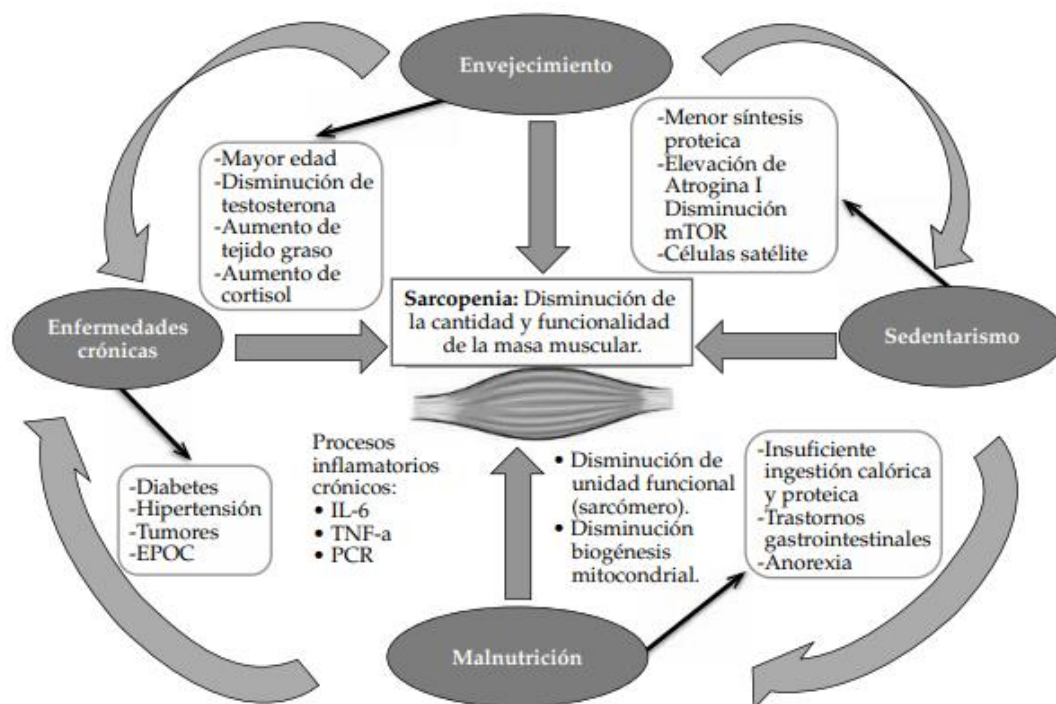 Envejecimiento
-Mayor edad
-Disminución de
testosterona
-Aumento de
tejido graso
-Aumento de
cortisol
-Menor síntesis
proteica
-Elevación de
Atrogina I
Disminución
mTOR
-Células satélite
Enfermedades
crónicas
Sarcopenia: Disminución de
la cantidad y funcionalidad
de la masa muscular.
Sedentarismo
-Diabetes
-Hipertensión
-Tumores
-EPOC
Procesos
inflamatorios
crónicos:
• IL-6
• TNF-a
• PCR
• Disminución de
unidad funcional
(sarcómero).
• Disminución
biogénesis
mitocondrial.
-Insuficiente
ingestión calórica
y proteica
-Trastornos
gastrointestinales
-Anorexia
Malnutrición